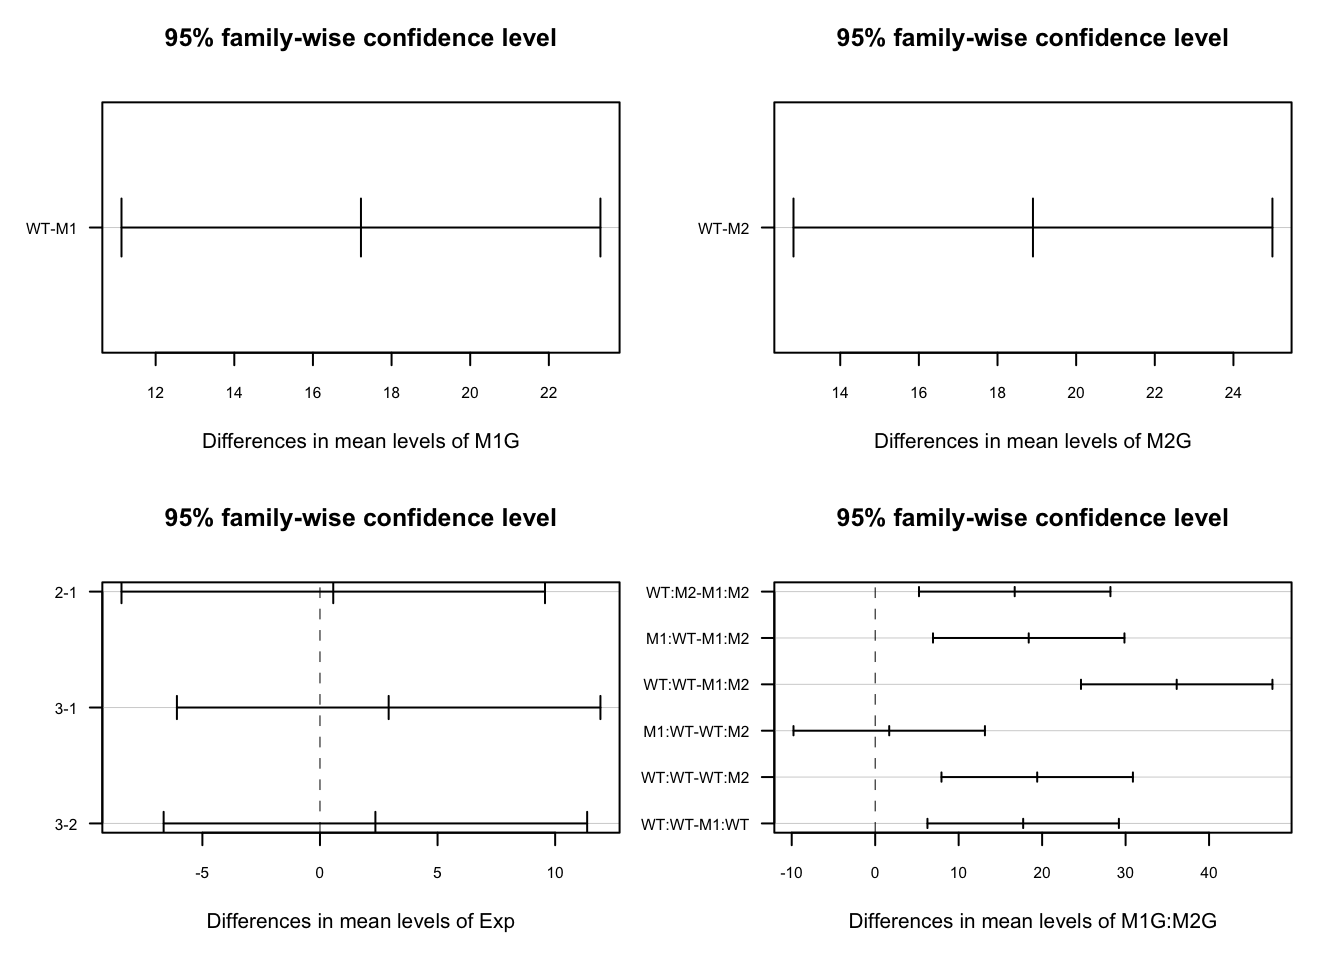 95% family-wise confidence level
WT-M1
12 14 16 18 20 22
Differences in mean levels of M1G
95% family-wise confidence level
WT-M2
14 16 18 20 22 24
Differences in mean levels of M2G
95% family-wise confidence level
2-1
3-1
3-2
-5 0 5 10
Differences in mean levels of Exp
95% family-wise confidence level
WT:M2-M1:M2
M1:WT-M1:M2
WT:WT-M1:M2
M1:WT-WT:M2
WT:WT-WT:M2
WT:WT-M1:WT
-10 0 10 20 30 40
Differences in mean levels of M1G:M2G